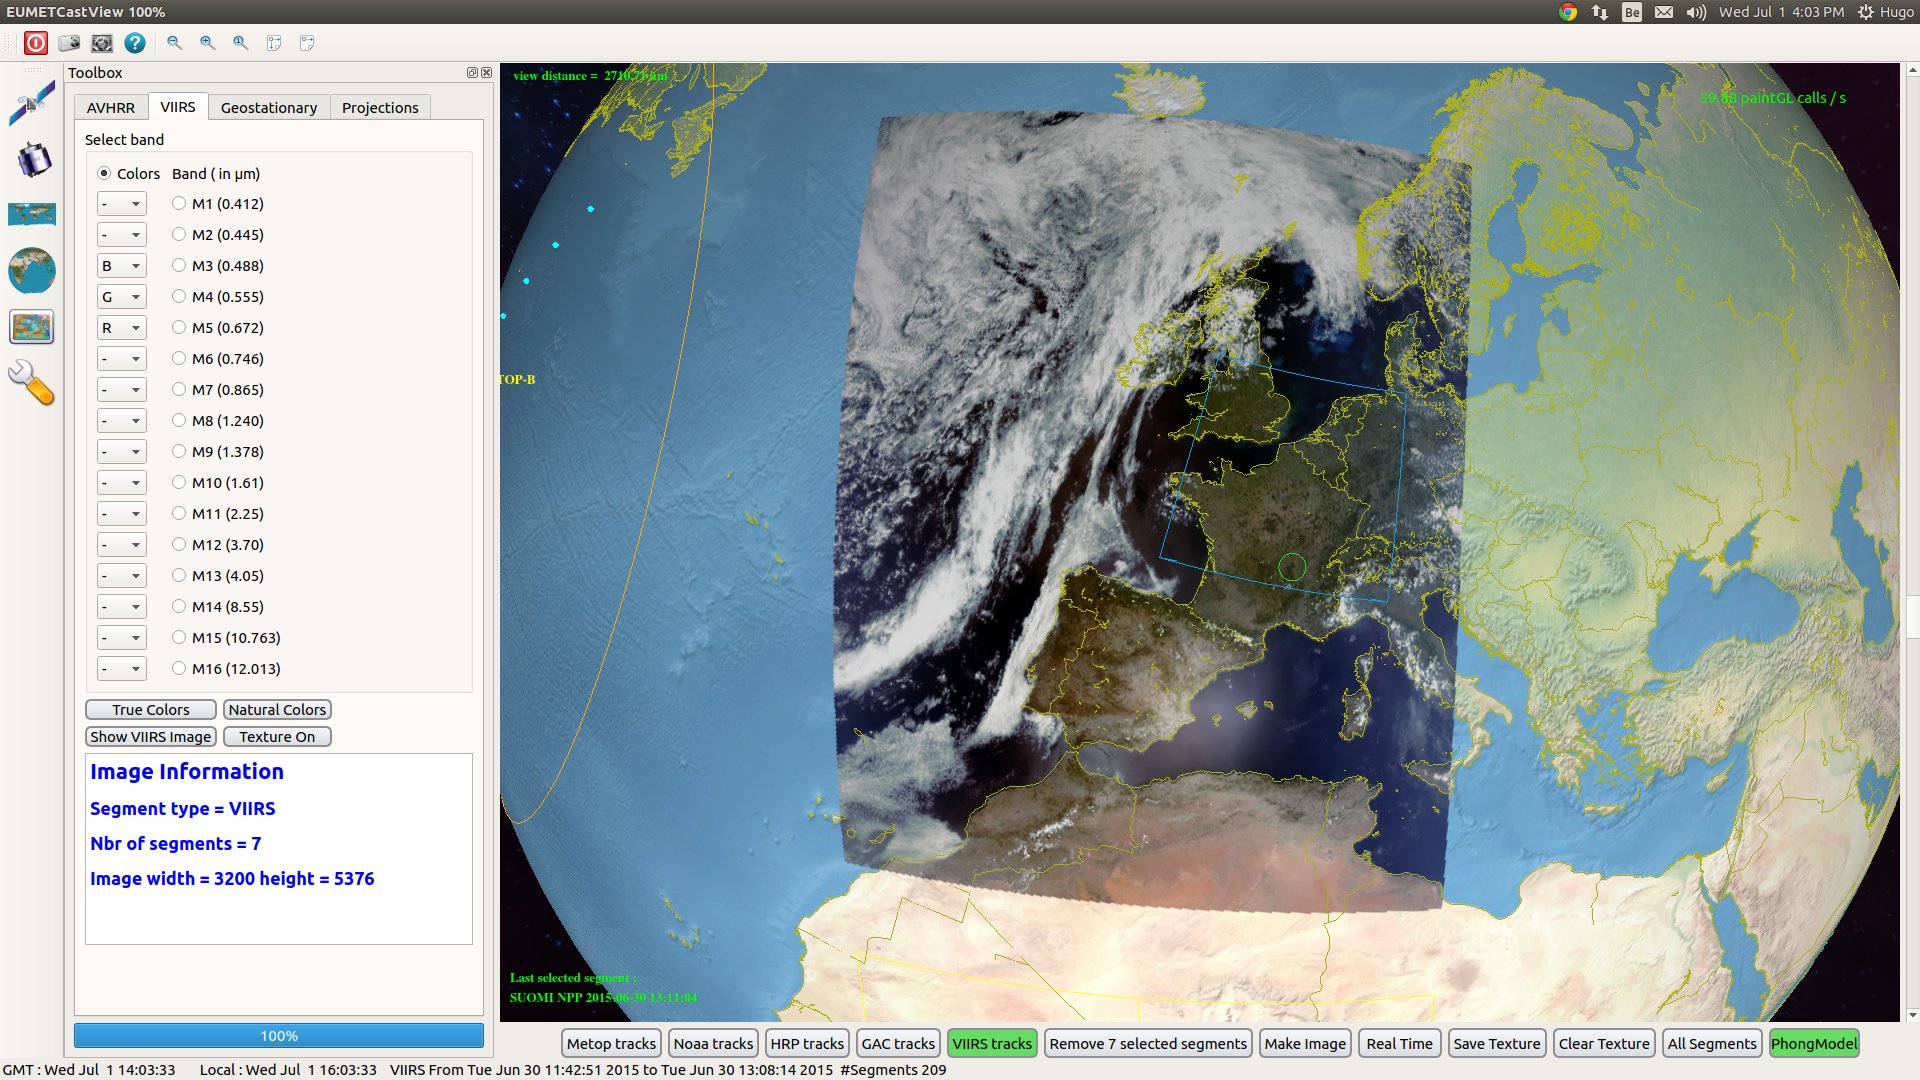 EUMETCastView 100%
Be
Wed Jul 1 4:03 PM
Hugo
Toolbox
AVHRR
VIIRS
Geostationary
Projections
Select band
Colors Band ( in µm)
- M1 (0.412)
- M2 (0.445)
B M3 (0.488)
G M4 (0.555)
R M5 (0.672)
- M6 (0.746)
- M7 (0.865)
- M8 (1.240)
- M9 (1.378)
- M10 (1.61)
- M11 (2.25)
- M12 (3.70)
- M13 (4.05)
- M14 (8.55)
- M15 (10.763)
- M16 (12.013)
True Colors
Natural Colors
Show VIIRS Image
Texture On
Image Information
Segment type = VIIRS
Nbr of segments = 7
Image width = 3200 height = 5376
100%
view distance = 2710.71 km
59.88 paintGL calls / s
TOP-B
Last selected segment :
SUOMI NPP 2015-06-30 13:11:04
Metop tracks
Noaa tracks
HRP tracks
GAC tracks
VIIRS tracks
Remove 7 selected segments
Make Image
Real Time
Save Texture
Clear Texture
All Segments
PhongModel
GMT : Wed Jul 1 14:03:33
Local : Wed Jul 1 16:03:33
VIIRS From Tue Jun 30 11:42:51 2015 to Tue Jun 30 13:08:14 2015 #Segments 209